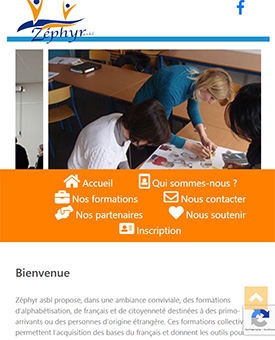 Zéphyr asbl
Accueil
Qui sommes-nous ?
Nos formations
Nous contacter
Nos partenaires
Nous soutenir
Inscription
Bienvenue
Zéphyr asbl propose, dans une ambiance conviviale, des formations
d'alphabétisation, de français et de citoyenneté destinées à des primo-
arrivants ou des personnes d'origine étrangère. Ces formations collectiv
permettent l'acquisition des bases du français et donnent les outils pour